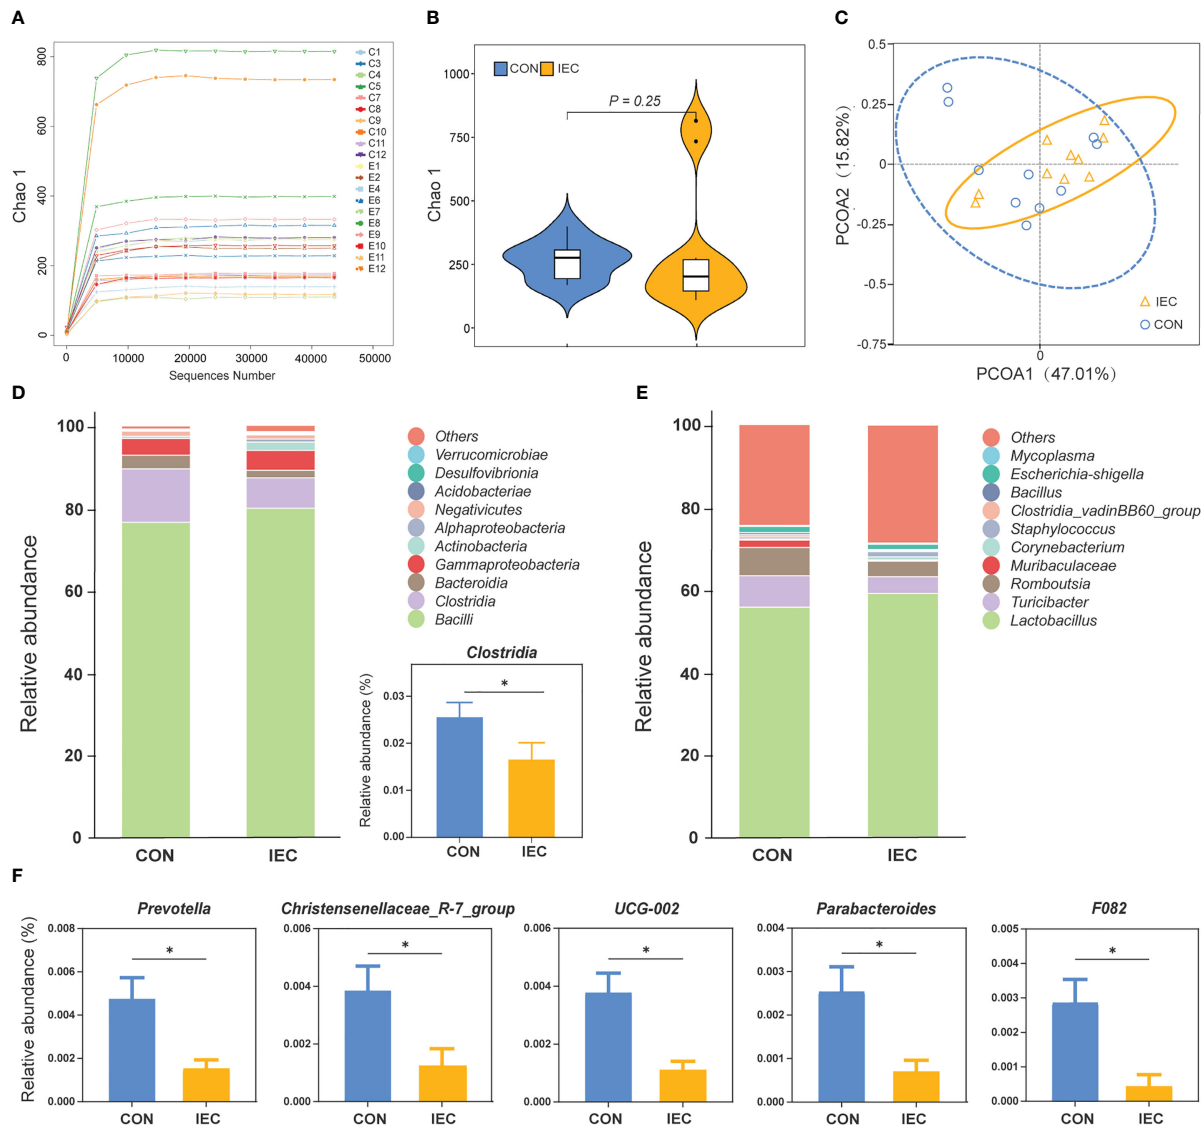 A
Chao 1
800
600
400
200
0
0
10000
20000
30000
40000
50000
Sequences Number
C1
C3
C4
C5
C7
C8
C9
C10
C11
C12
E1
E2
E4
E6
E7
E8
E9
E10
E11
E12
B
Chao 1
1000
750
500
250
0
CON IEC
P = 0.25
C
PCOA2 (15.82%)
0.5
0.25
0
-0.25
-0.5
-0.75
0
PCOA1 (47.01%)
IEC
CON
D
Relative abundance
100
80
60
40
20
0
CON IEC
Others
Verrucomicrobiae
Desulfovibrionia
Acidobacteriae
Negativicutes
Alphaproteobacteria
Actinobacteria
Gammaproteobacteria
Bacteroidia
Clostridia
Bacilli
Clostridia
Relative abundance (%)
0.03
0.02
0.01
0.00
*
CON IEC
E
Relative abundance
100
80
60
40
20
0
CON IEC
Others
Mycoplasma
Escherichia-shigella
Bacillus
Clostridia_vadinBB60_group
Staphylococcus
Corynebacterium
Muribaculaceae
Romboutsia
Turicibacter
Lactobacillus
F
Relative abundance (%)
Prevotella
0.008
0.006
0.004
0.002
0.000
*
CON IEC
Christensenellaceae_R-7_group
0.006
0.004
0.002
0.000
*
CON IEC
UCG-002
0.006
0.004
0.002
0.000
*
CON IEC
Parabacteroides
0.004
0.003
0.002
0.001
0.000
*
CON IEC
F082
0.005
0.004
0.003
0.002
0.001
0.000
*
CON IEC